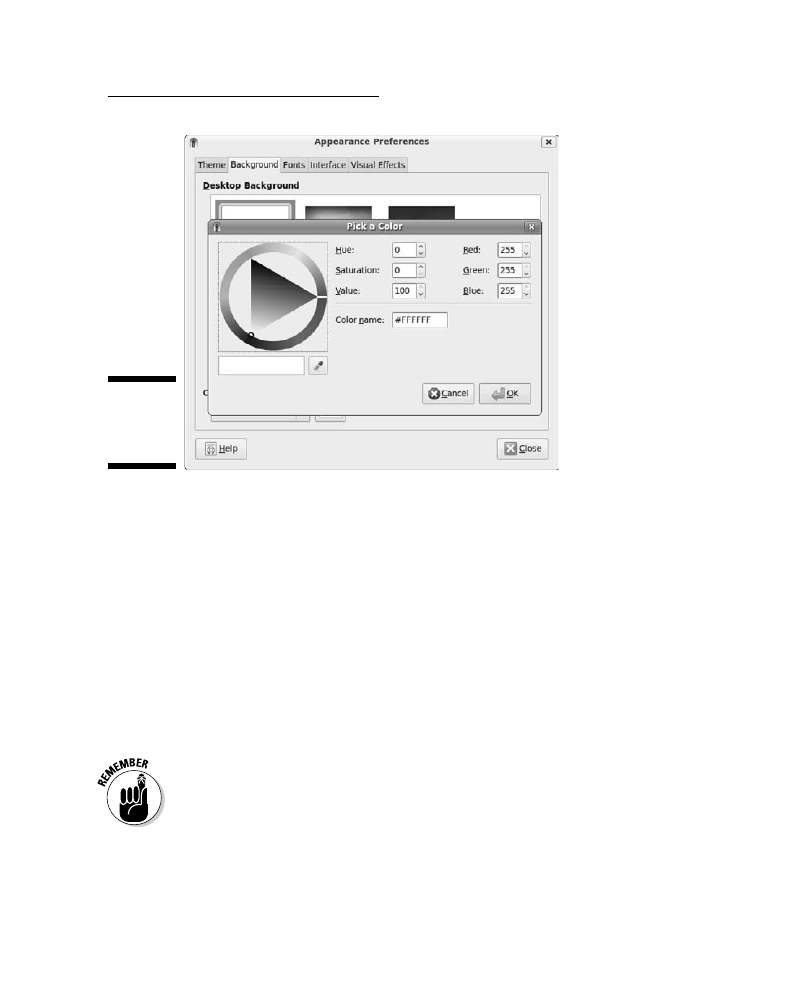 Appearance Preferences
Theme Background Fonts Interface Visual Effects
Desktop Background
Pick a Color
Hue: 0 Red: 255
Saturation: 0 Green: 255
Value: 100 Blue: 255
Color name: #FFFFFF
Cancel OK
C
Help Close
REMEMBER